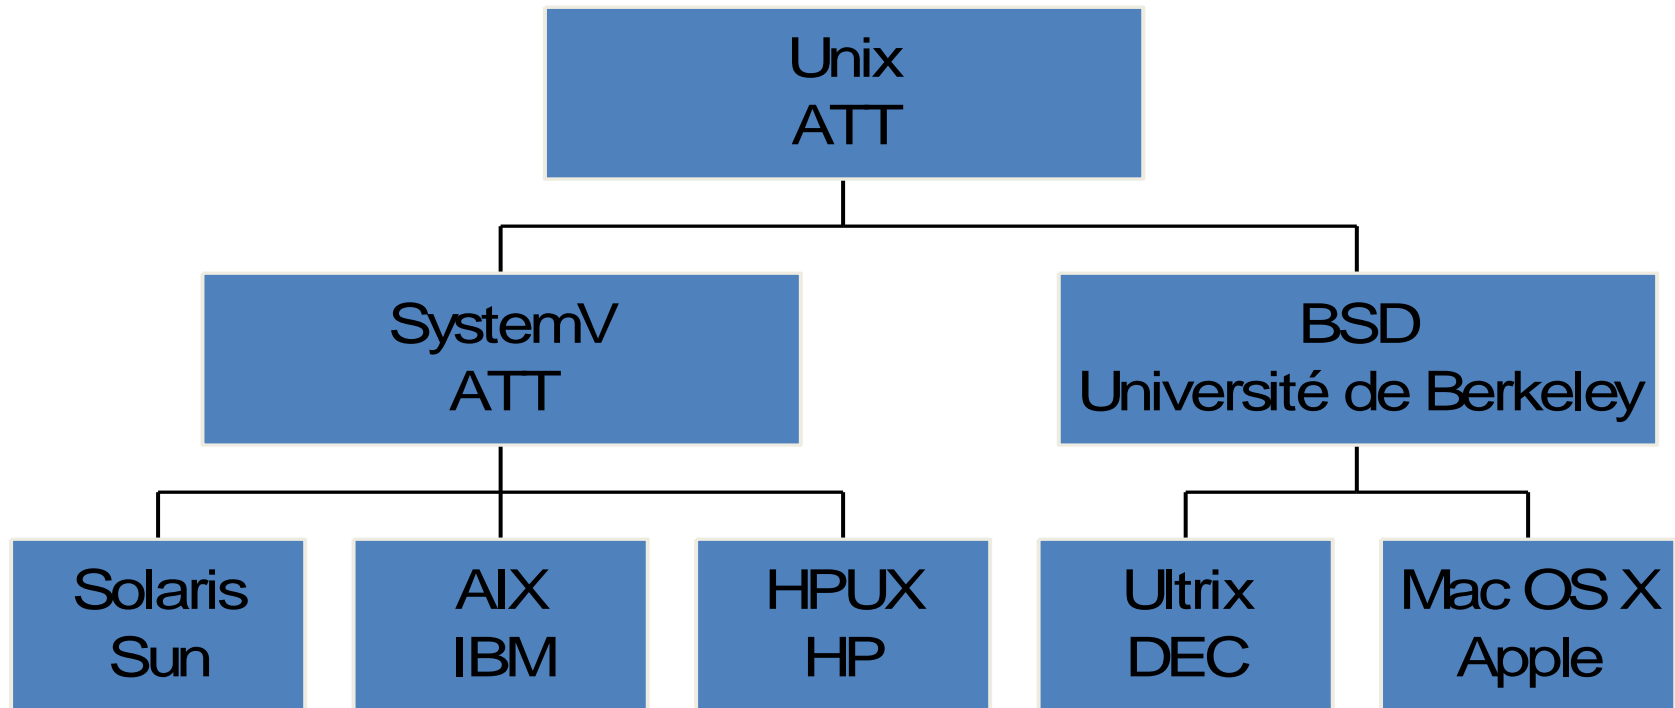 Unix
ATT
SystemV
ATT
BSD
Université de Berkeley
Solaris
Sun
AIX
IBM
HPUX
HP
Ultrix
DEC
Mac OS X
Apple